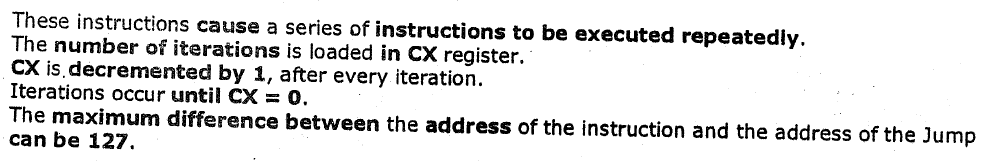 These instructions cause a series of instructions to be executed repeatedly.
The number of iterations is loaded in CX register.
CX is decremented by 1, after every iteration.
Iterations occur until CX = 0.
The maximum difference between the address of the instruction and the address of the Jump
can be 127.